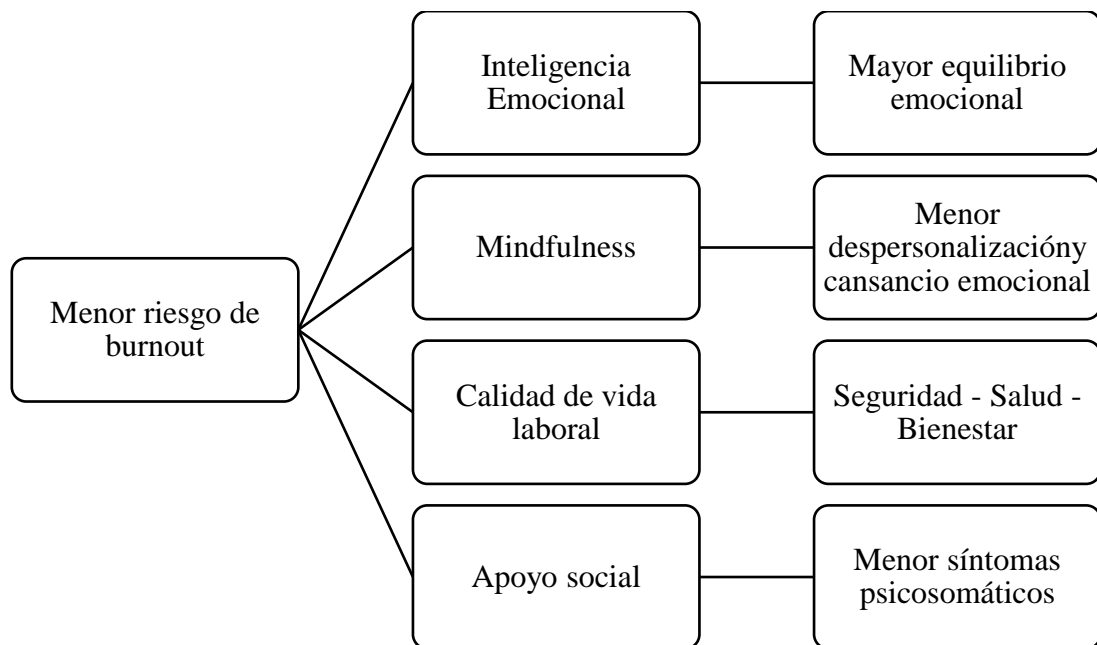 Menor riesgo de
burnout
Inteligencia
Emocional
Mayor equilibrio
emocional
Mindfulness
Menor
despersonalizacióny
cansancio emocional
Calidad de vida
laboral
Seguridad - Salud -
Bienestar
Apoyo social
Menor síntomas
psicosomáticos